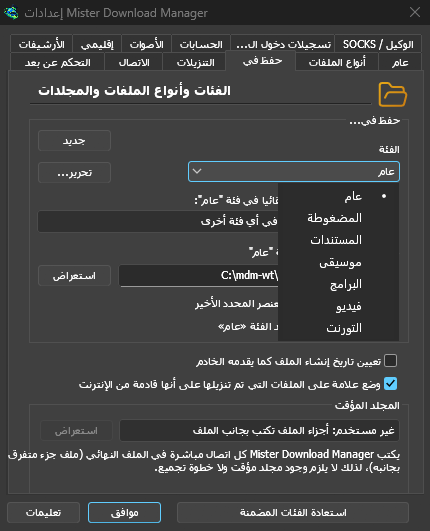 إعدادات Mister Download Manager
الوكيل / SOCKS
تسجيلات دخول ال...
الحسابات
الأصوات
إقليمي
الأرشيفات
عام
أنواع الملفات
حفظ في
التنزيلات
الاتصال
التحكم عن بعد
الفئات وأنواع الملفات والمجلدات
حفظ في...
الفئة
جديد
عام
تحرير...
في فئة "عام":
عام
في أي فئة أخرى
المضغوطة
المستندات
"عام"
موسيقى
C:\mdm-wt\
استعراض
البرامج
المحدد الأخير
فيديو
الفئة «عام»
التورنت
تعيين تاريخ إنشاء الملف كما يقدمه الخادم
وضع علامة على الملفات التي تم تنزيلها على أنها قادمة من الإنترنت
المجلد المؤقت
غير مستخدم: أجزاء الملف تكتب بجانب الملف
استعراض
يكتب Mister Download Manager كل اتصال مباشرة في الملف النهائي (ملف جزء متفرق
بجانبه)، لذلك لا يلزم وجود مجلد مؤقت ولا خطوة تجميع.
استعادة الفئات المضمنة
موافق
تعليمات